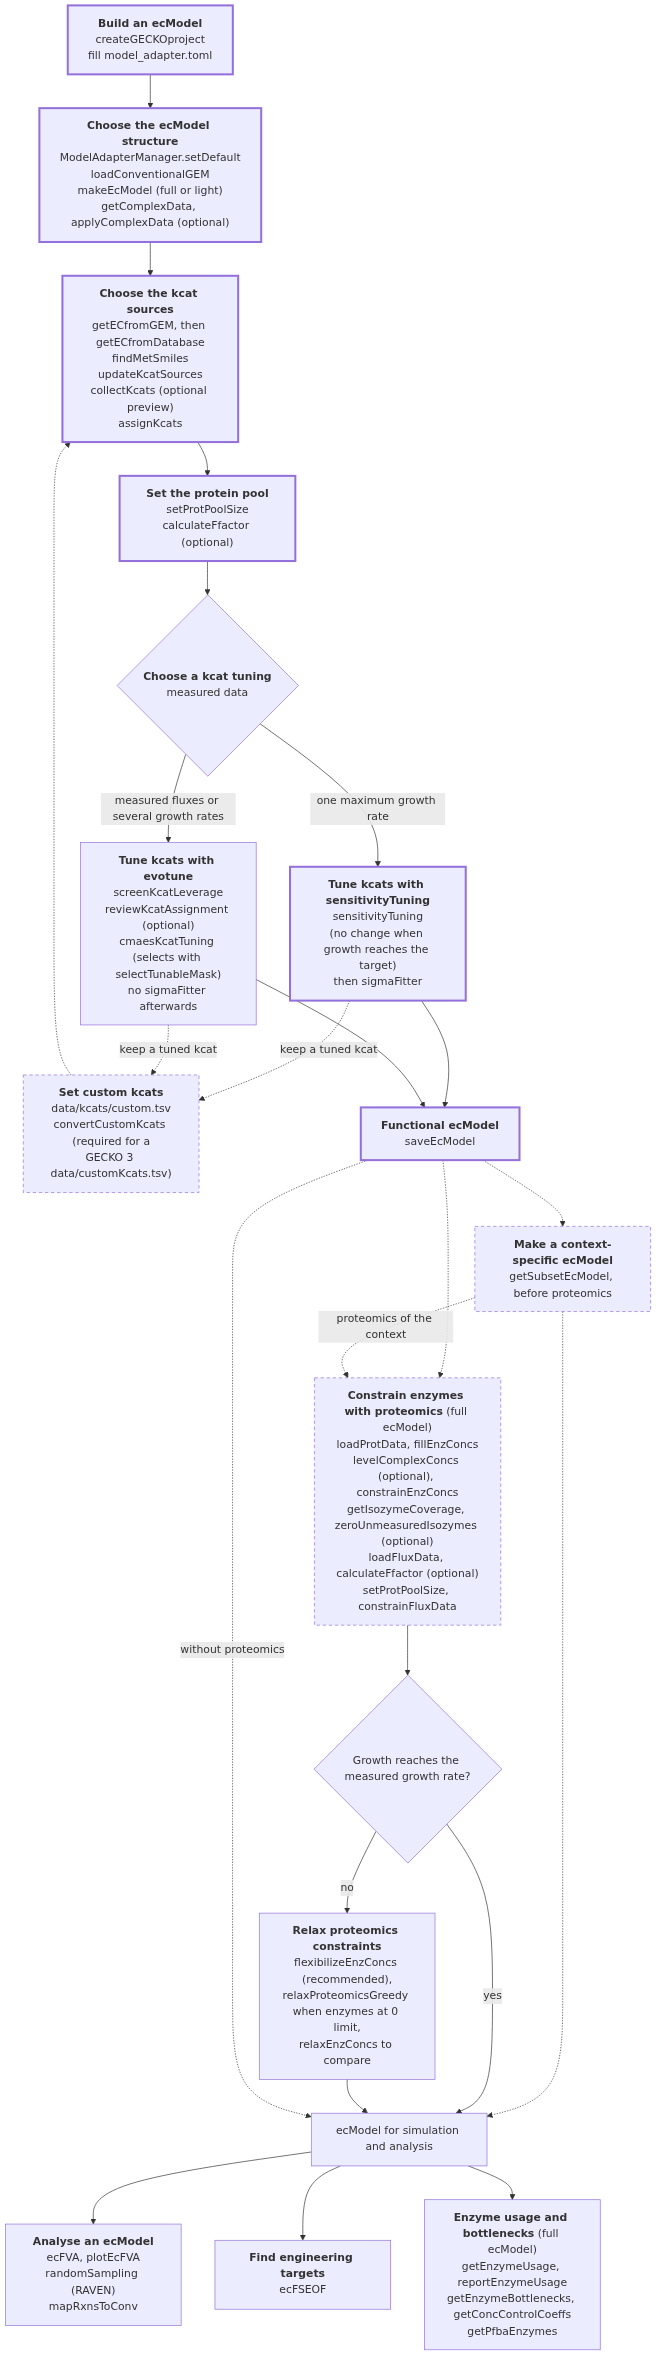 Build an ecModel
createGECKOproject
fill model_adapter.toml
Choose the ecModel
structure
ModelAdapterManager.setDefault
loadConventionalGEM
makeEcModel (full or light)
getComplexData,
applyComplexData (optional)
Choose the kcat
sources
getECfromGEM, then
getECfromDatabase
findMetSmiles
updateKcatSources
collectKcats (optional
preview)
assignKcats
Set the protein pool
setProtPoolSize
calculateFfactor
(optional)
Choose a kcat tuning
measured data
measured fluxes or
several growth rates
one maximum growth
rate
Tune kcats with
evotune
screenKcatLeverage
reviewKcatAssignment
(optional)
cmaesKcatTuning
(selects with
selectTunableMask)
no sigmaFitter
afterwards
Tune kcats with
sensitivityTuning
sensitivityTuning
(no change when
growth reaches the
target)
then sigmaFitter
keep a tuned kcat
keep a tuned kcat
Set custom kcats
data/kcats/custom.tsv
convertCustomKcats
(required for a
GECKO 3
data/customKcats.tsv)
Functional ecModel
saveEcModel
Make a context-
specific ecModel
getSubsetEcModel,
before proteomics
proteomics of the
context
Constrain enzymes
with proteomics (full
ecModel)
loadProtData, fillEnzConcs
levelComplexConcs
(optional),
constrainEnzConcs
getIsozymeCoverage,
zeroUnmeasuredIsozymes
(optional)
loadFluxData,
calculateFfactor (optional)
setProtPoolSize,
constrainFluxData
without proteomics
Growth reaches the
measured growth rate?
no
yes
Relax proteomics
constraints
flexibilizeEnzConcs
(recommended),
relaxProteomicsGreedy
when enzymes at 0
limit,
relaxEnzConcs to
compare
ecModel for simulation
and analysis
Analyse an ecModel
ecFVA, plotEcFVA
randomSampling
(RAVEN)
mapRxnsToConv
Find engineering
targets
ecFSEOF
Enzyme usage and
bottlenecks (full
ecModel)
getEnzymeUsage,
reportEnzymeUsage
getEnzymeBottlenecks,
getConcControlCoeffs
getPfbaEnzymes